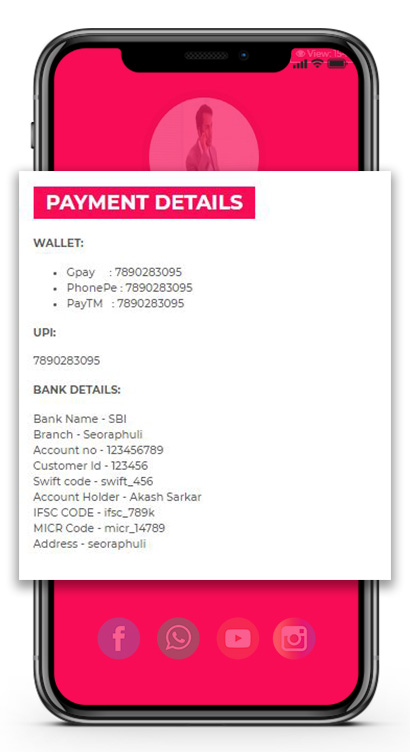 View: 15
PAYMENT DETAILS
WALLET:
Gpay : 7890283095
PhonePe : 7890283095
PayTM : 7890283095
UPI:
7890283095
BANK DETAILS:
Bank Name - SBI
Branch - Seoraphuli
Account no - 123456789
Customer Id - 123456
Swift code - swift_456
Account Holder - Akash Sarkar
IFSC CODE - ifsc_789k
MICR Code - micr_14789
Address - seoraphuli